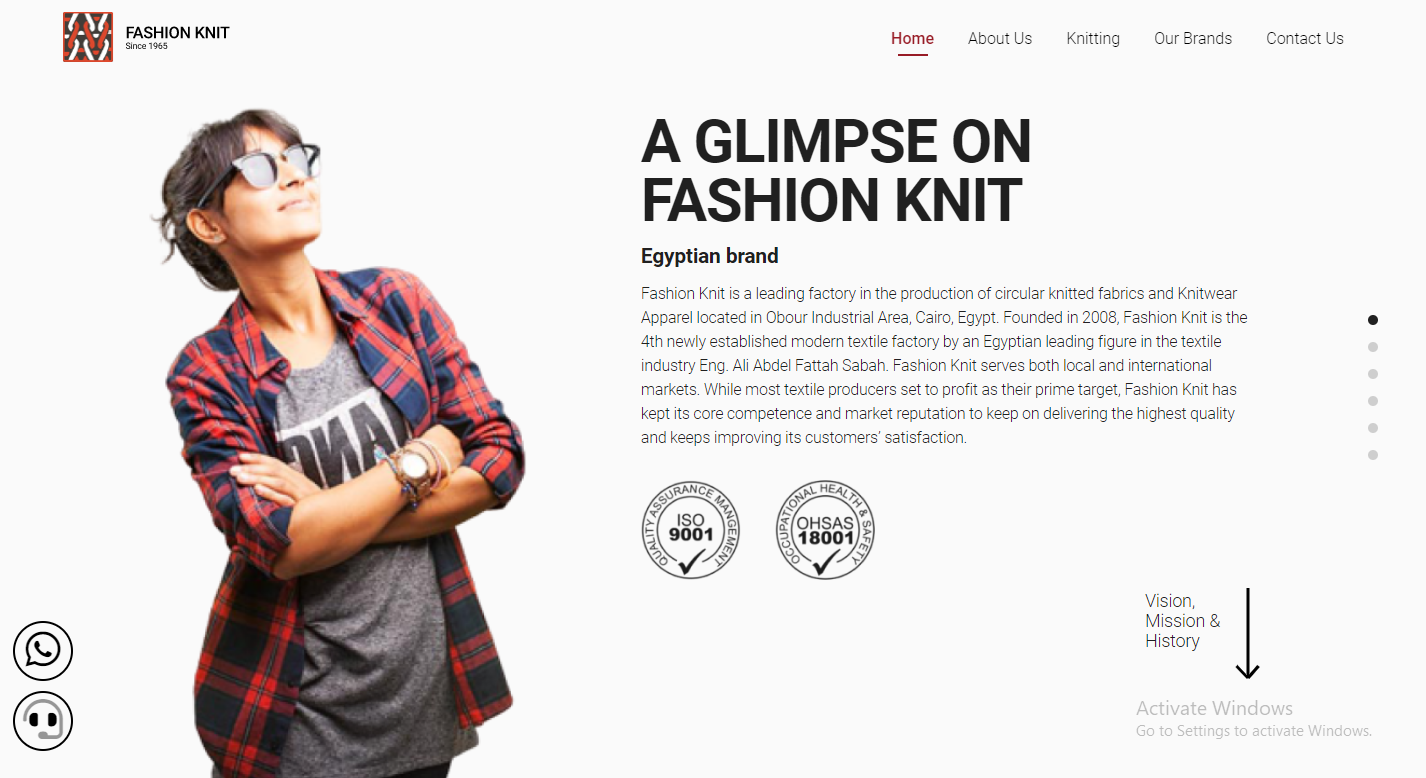 FASHION KNIT
Since 1965
Home About Us Knitting Our Brands Contact Us
A GLIMPSE ON
FASHION KNIT
Egyptian brand
Fashion Knit is a leading factory in the production of circular knitted fabrics and Knitwear
Apparel located in Obour Industrial Area, Cairo, Egypt. Founded in 2008, Fashion Knit is the
4th newly established modern textile factory by an Egyptian leading figure in the textile
industry Eng. Ali Abdel Fattah Sabah. Fashion Knit serves both local and international
markets. While most textile producers set to profit as their prime target, Fashion Knit has
kept its core competence and market reputation to keep on delivering the highest quality
and keeps improving its customers’ satisfaction.
QUALITY ASSURANCE MANGEMENT
ISO
9001
OCCUPATIONAL HEALTH & SAFETY
OHSAS
18001
Vision,
Mission &
History
Activate Windows
Go to Settings to activate Windows.